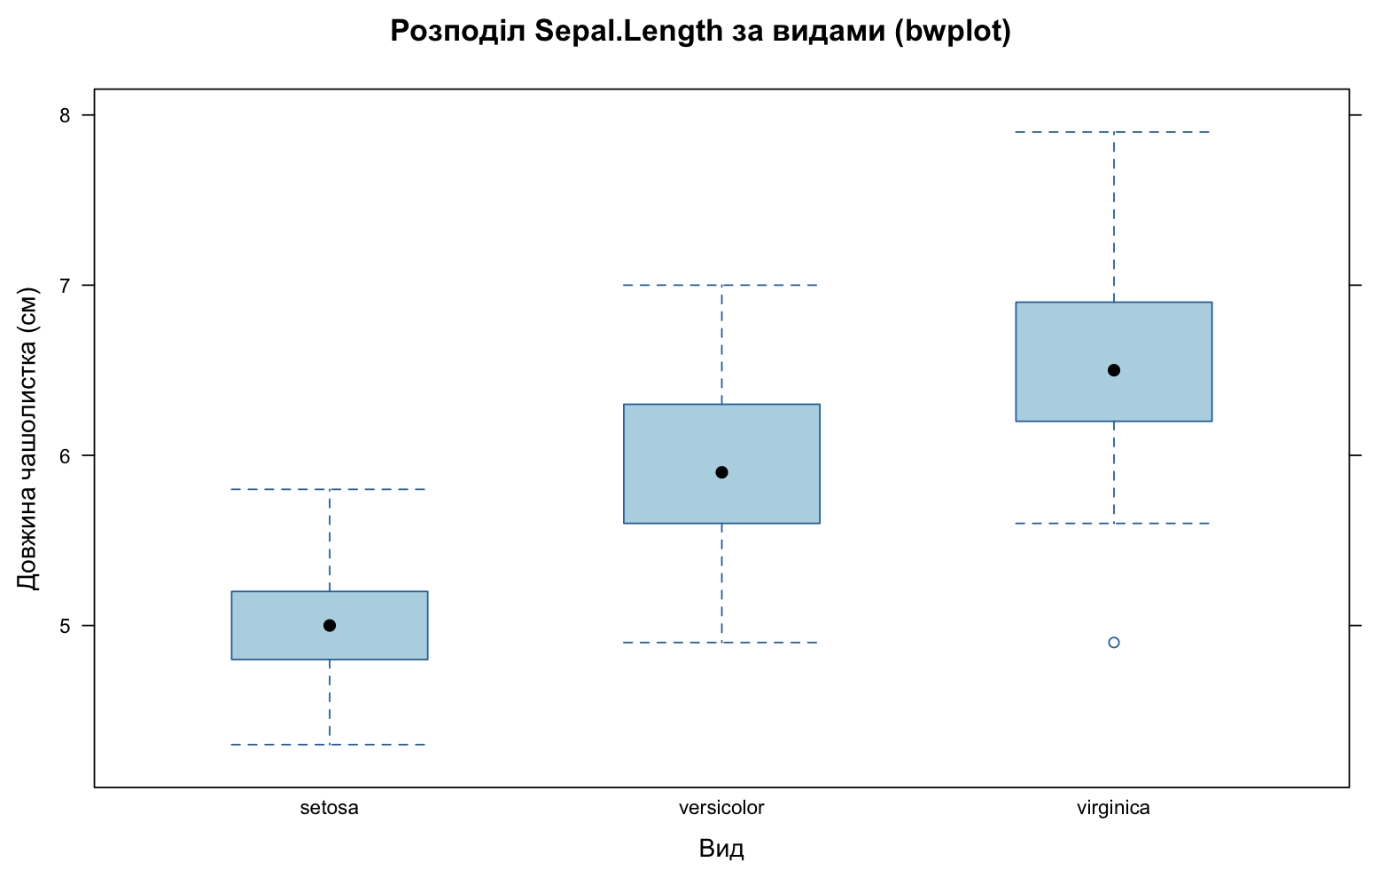 Розподіл Sepal.Length за видами (bwplot)
Довжина чашолистка (см)
8
7
6
5
setosa versicolor virginica
Вид